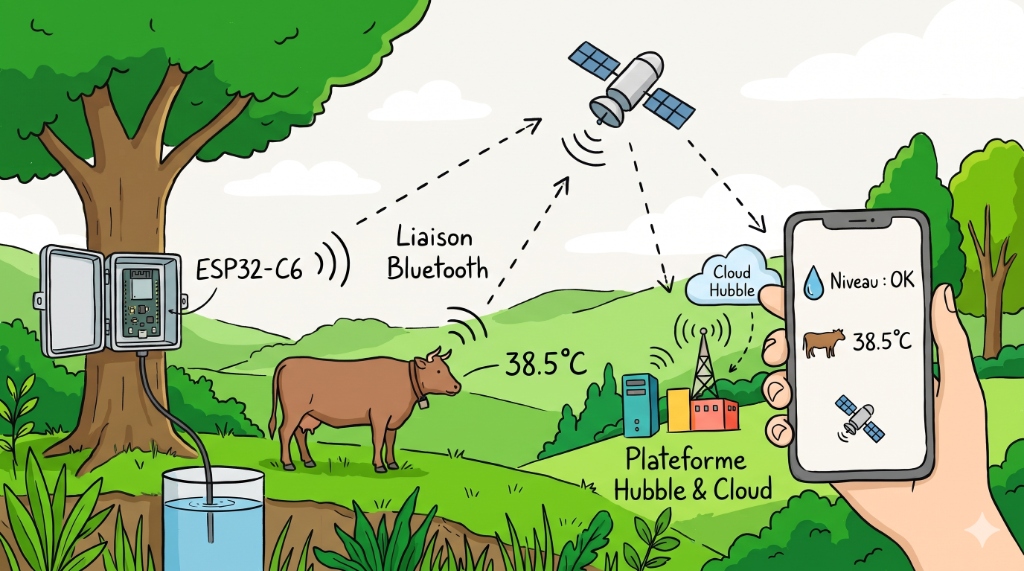 ESP32-C6
Liaison
Bluetooth
38.5°C
Cloud
Hubble
Plateforme
Hubble & Cloud
Niveau : OK
38.5°C